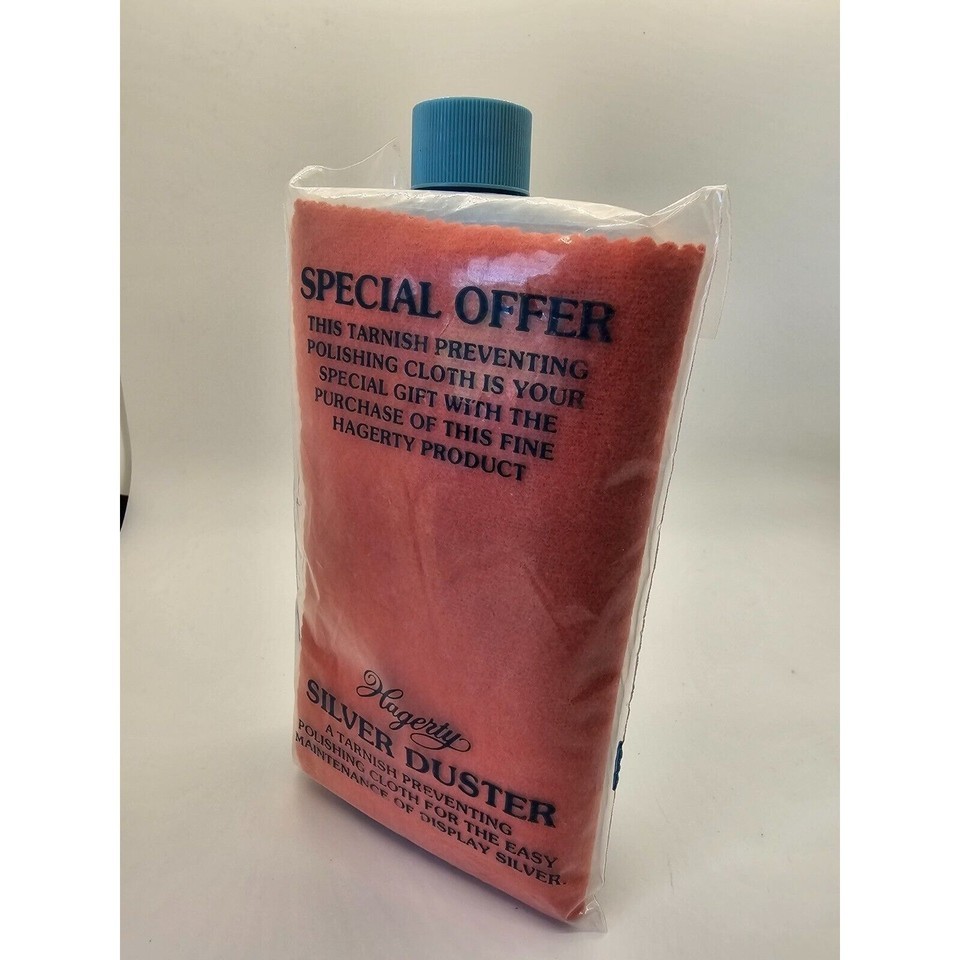 SPECIAL OFFER
THIS TARNISH PREVENTING
POLISHING CLOTH IS YOUR
SPECIAL GIFT WITH THE
PURCHASE OF THIS FINE
HAGERTY PRODUCT
Hagerty
SILVER DUSTER
A TARNISH PREVENTING
POLISHING CLOTH FOR THE EASY
MAINTENANCE OF DISPLAY SILVER.